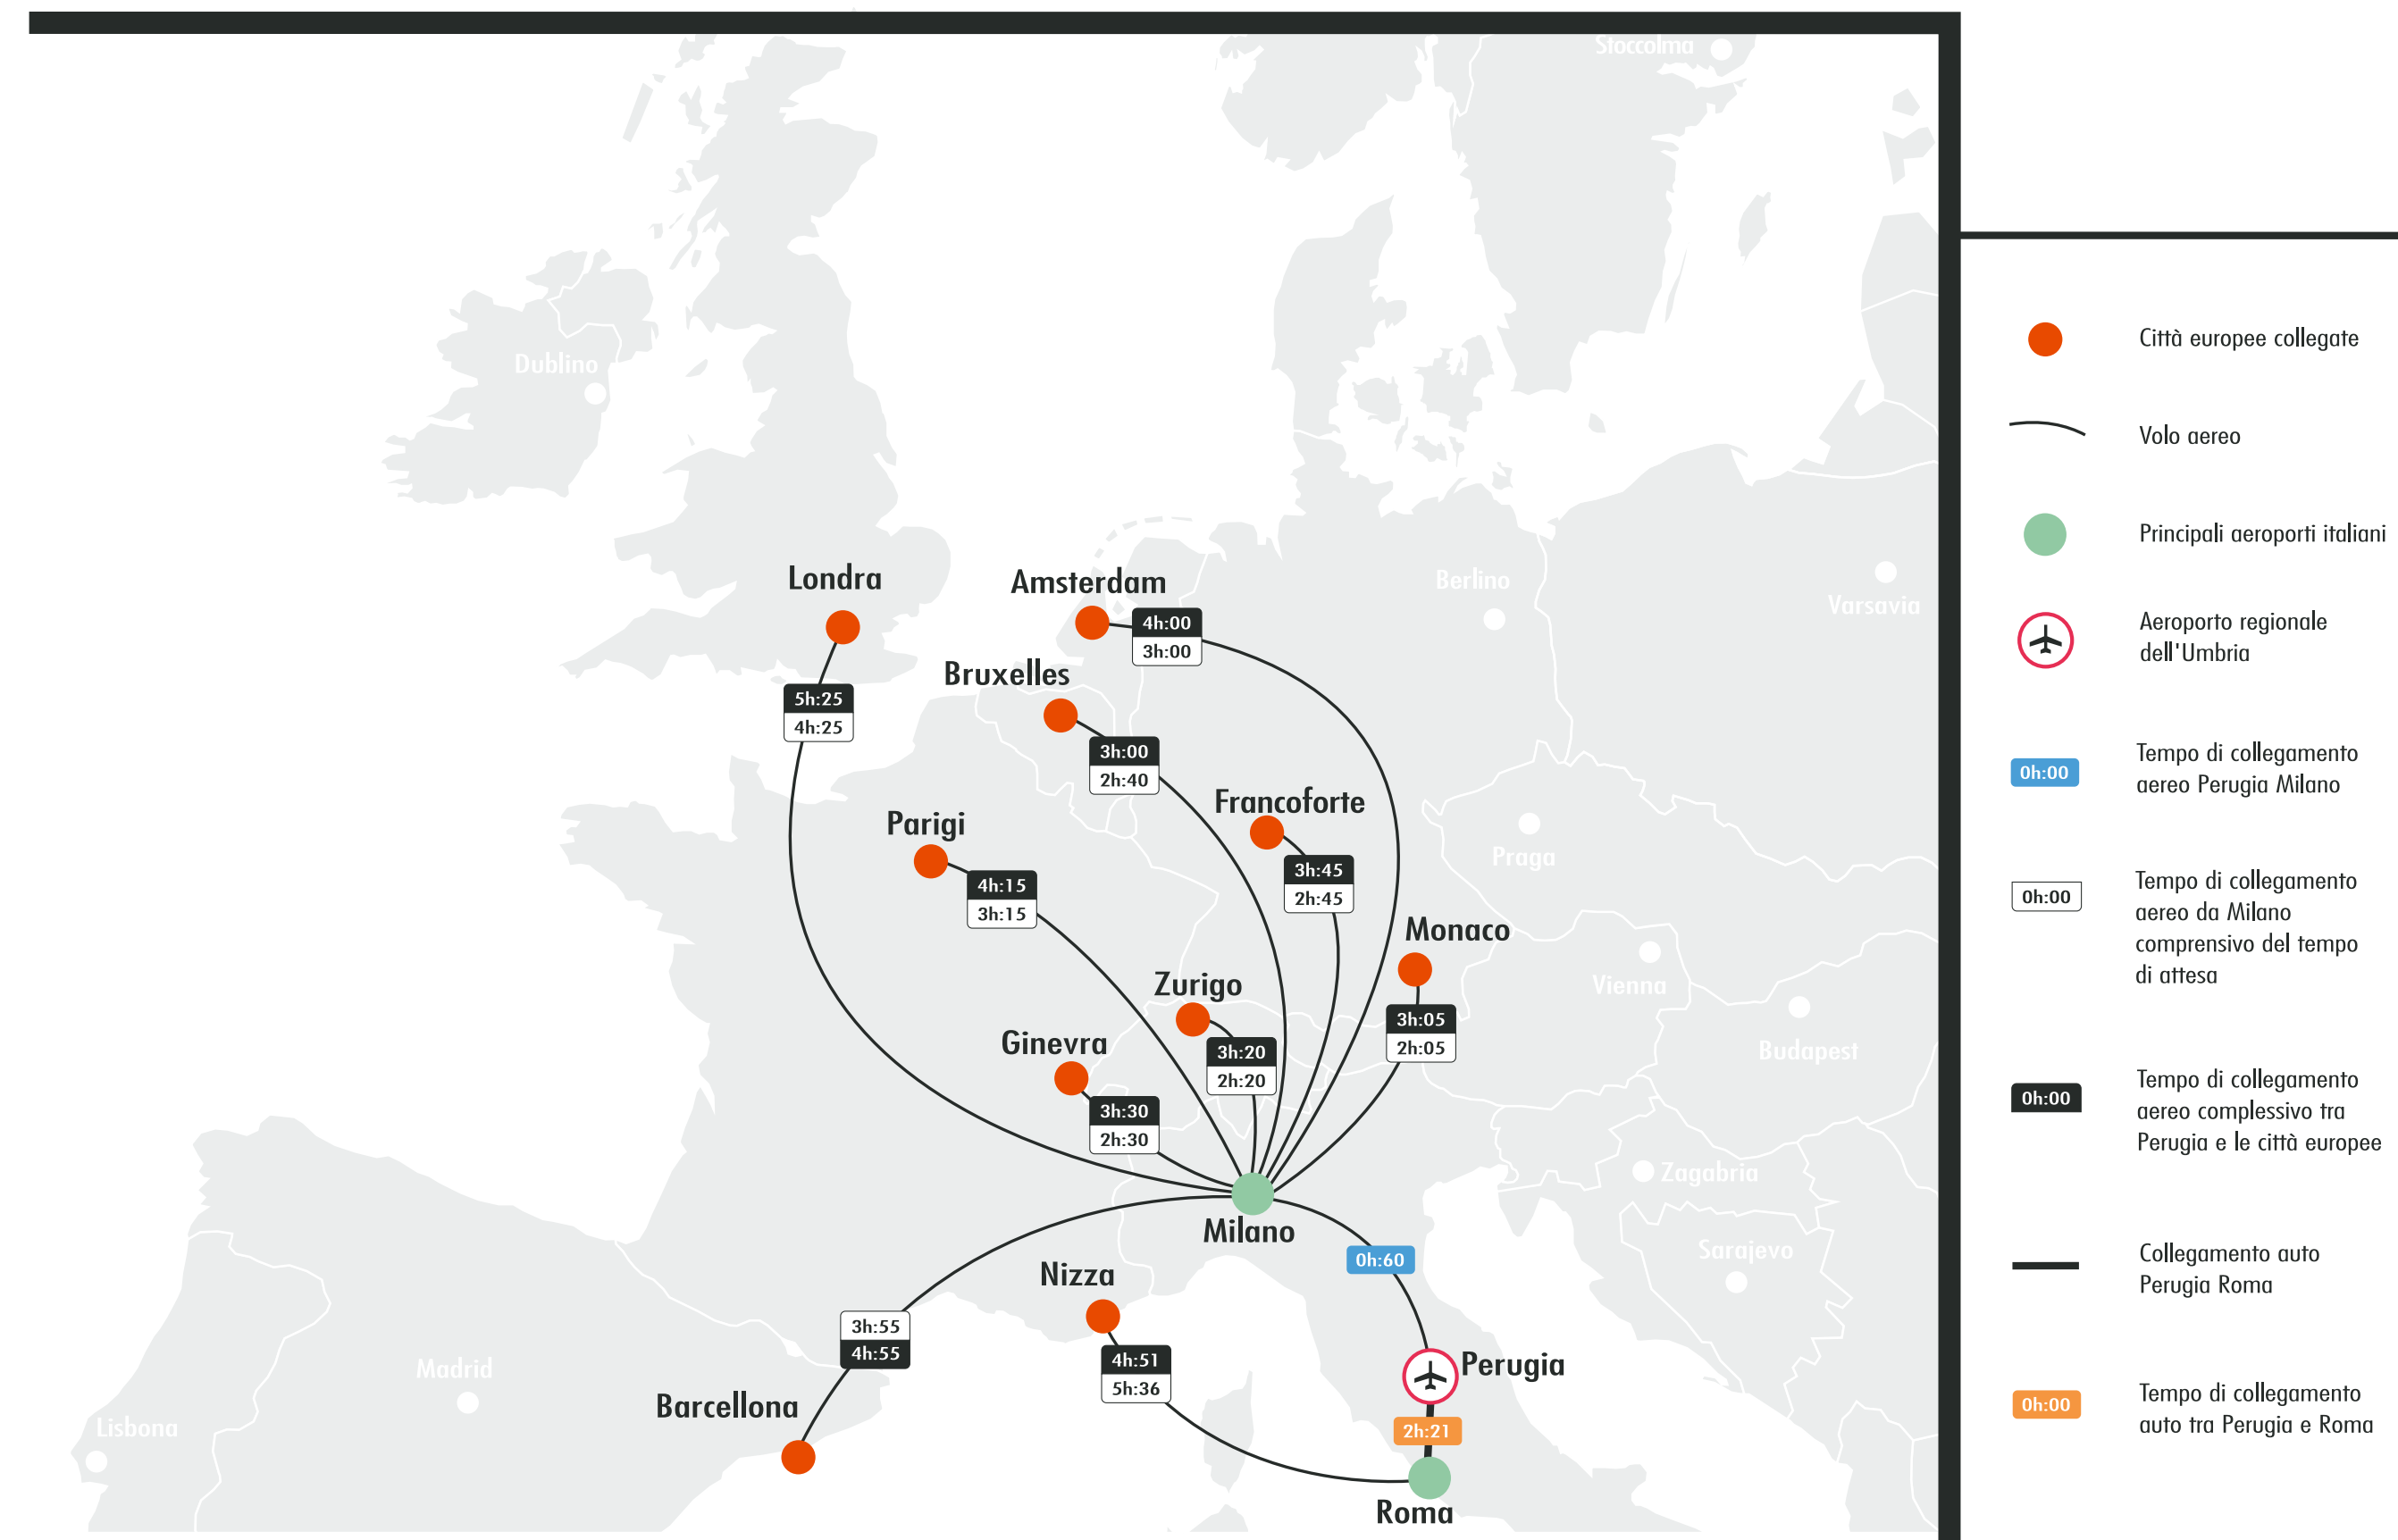 Stoccolma
Dublino
Londra
Amsterdam
4h:00
3h:00
Berlino
Varsavia
Bruxelles
5h:25
4h:25
3h:00
2h:40
Francoforte
Parigi
3h:45
2h:45
Praga
4h:15
3h:15
Monaco
Zurigo
Vienna
3h:05
2h:05
Ginevra
3h:20
2h:20
Budapest
3h:30
2h:30
Zagabria
Milano
0h:60
Sarajevo
Nizza
3h:55
4h:55
Madrid
4h:51
5h:36
Perugia
Barcellona
Lisbona
2h:21
Roma
Città europee collegate
Volo aereo
Principali aeroporti italiani
Aeroporto regionale
dell'Umbria
0h:00
Tempo di collegamento
aereo Perugia Milano
0h:00
Tempo di collegamento
aereo da Milano
comprensivo del tempo
di attesa
0h:00
Tempo di collegamento
aereo complessivo tra
Perugia e le città europee
Collegamento auto
Perugia Roma
0h:00
Tempo di collegamento
auto tra Perugia e Roma